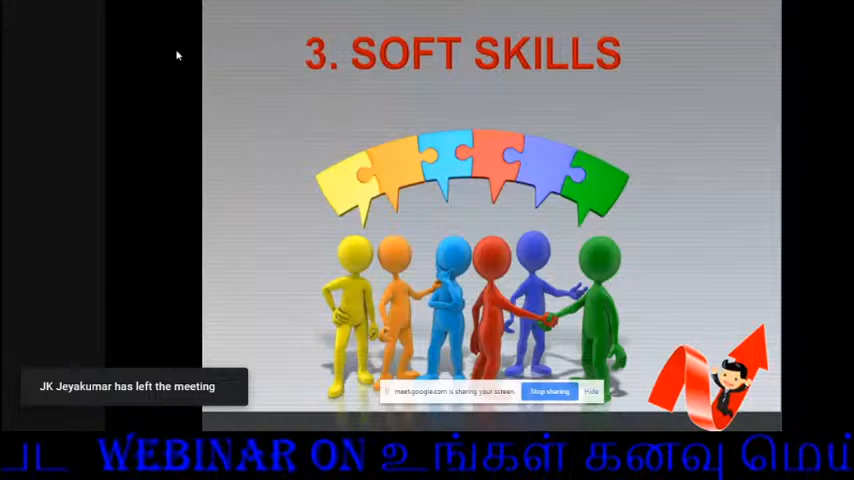 3. SOFT SKILLS
JK Jeyakumar has left the meeting
meet.google.com is sharing your screen.
Stop sharing
Hide
பட WEBINAR ON உங்கள் கனவு மெய்